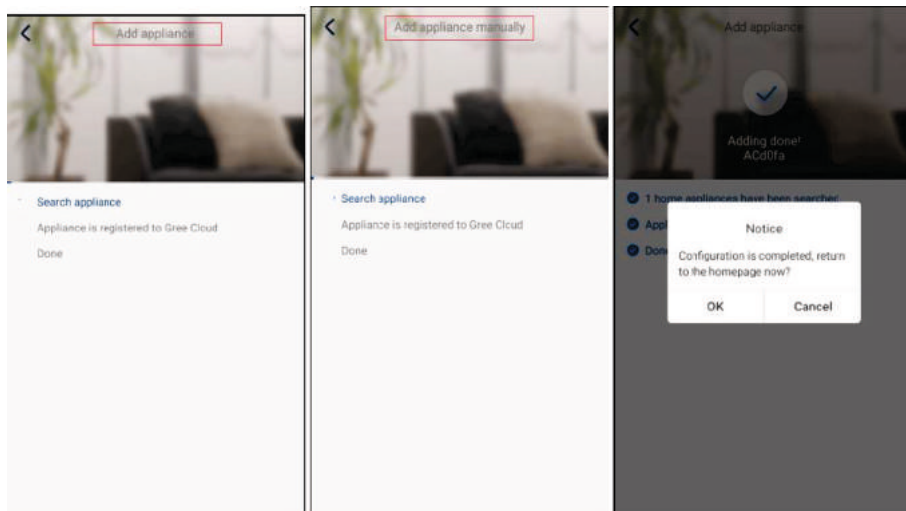 Add appliance
Search appliance
Appliance is registered to Gree Cloud
Done
Add appliance manually
Search appliance
Appliance is registered to Gree Cloud
Done
Add appliance
Adding done!
ACd0fa
1 home appliances have been searched
Appl
Done
Notice
Configuration is completed, return
to the homepage now?
OK
Cancel